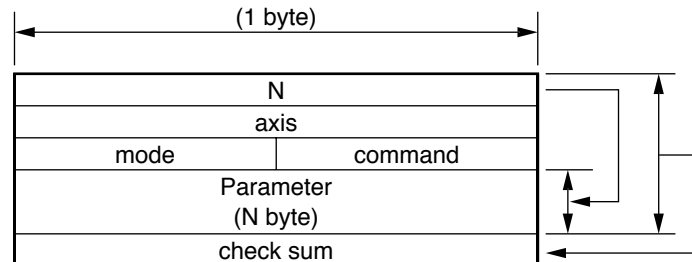 (1 byte)
N
axis
mode command
Parameter
(N byte)
check sum